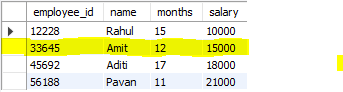 employee_id name months salary
12228 Rahul 15 10000
33645 Amit 12 15000
45692 Aditi 17 18000
56188 Pavan 11 21000